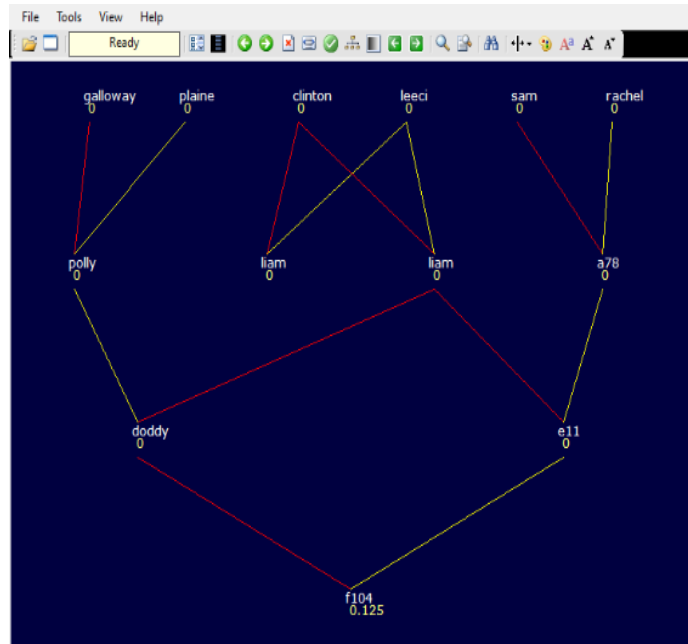 File Tools View Help
Ready
Aa A A
galloway plaine clinton leeci sam rachel
0 0 0 0 0 0
polly liam liam a78
0 0 0 0
doddy e11
0 0
f104
0.125